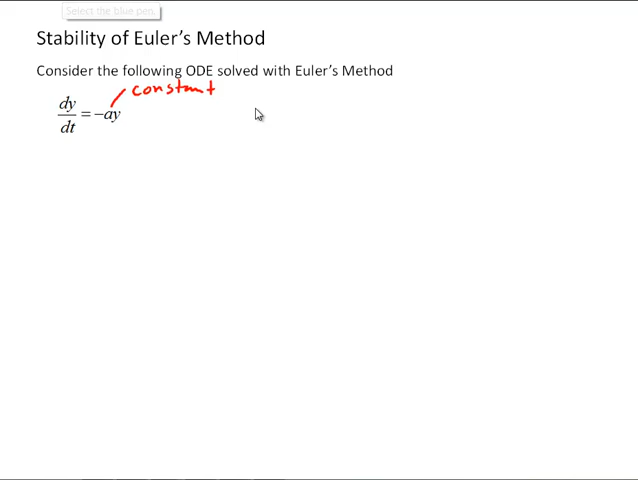 Select the blue pen.
Stability of Euler's Method
Consider the following ODE solved with Euler's Method
constant
dy
dt
= −ay